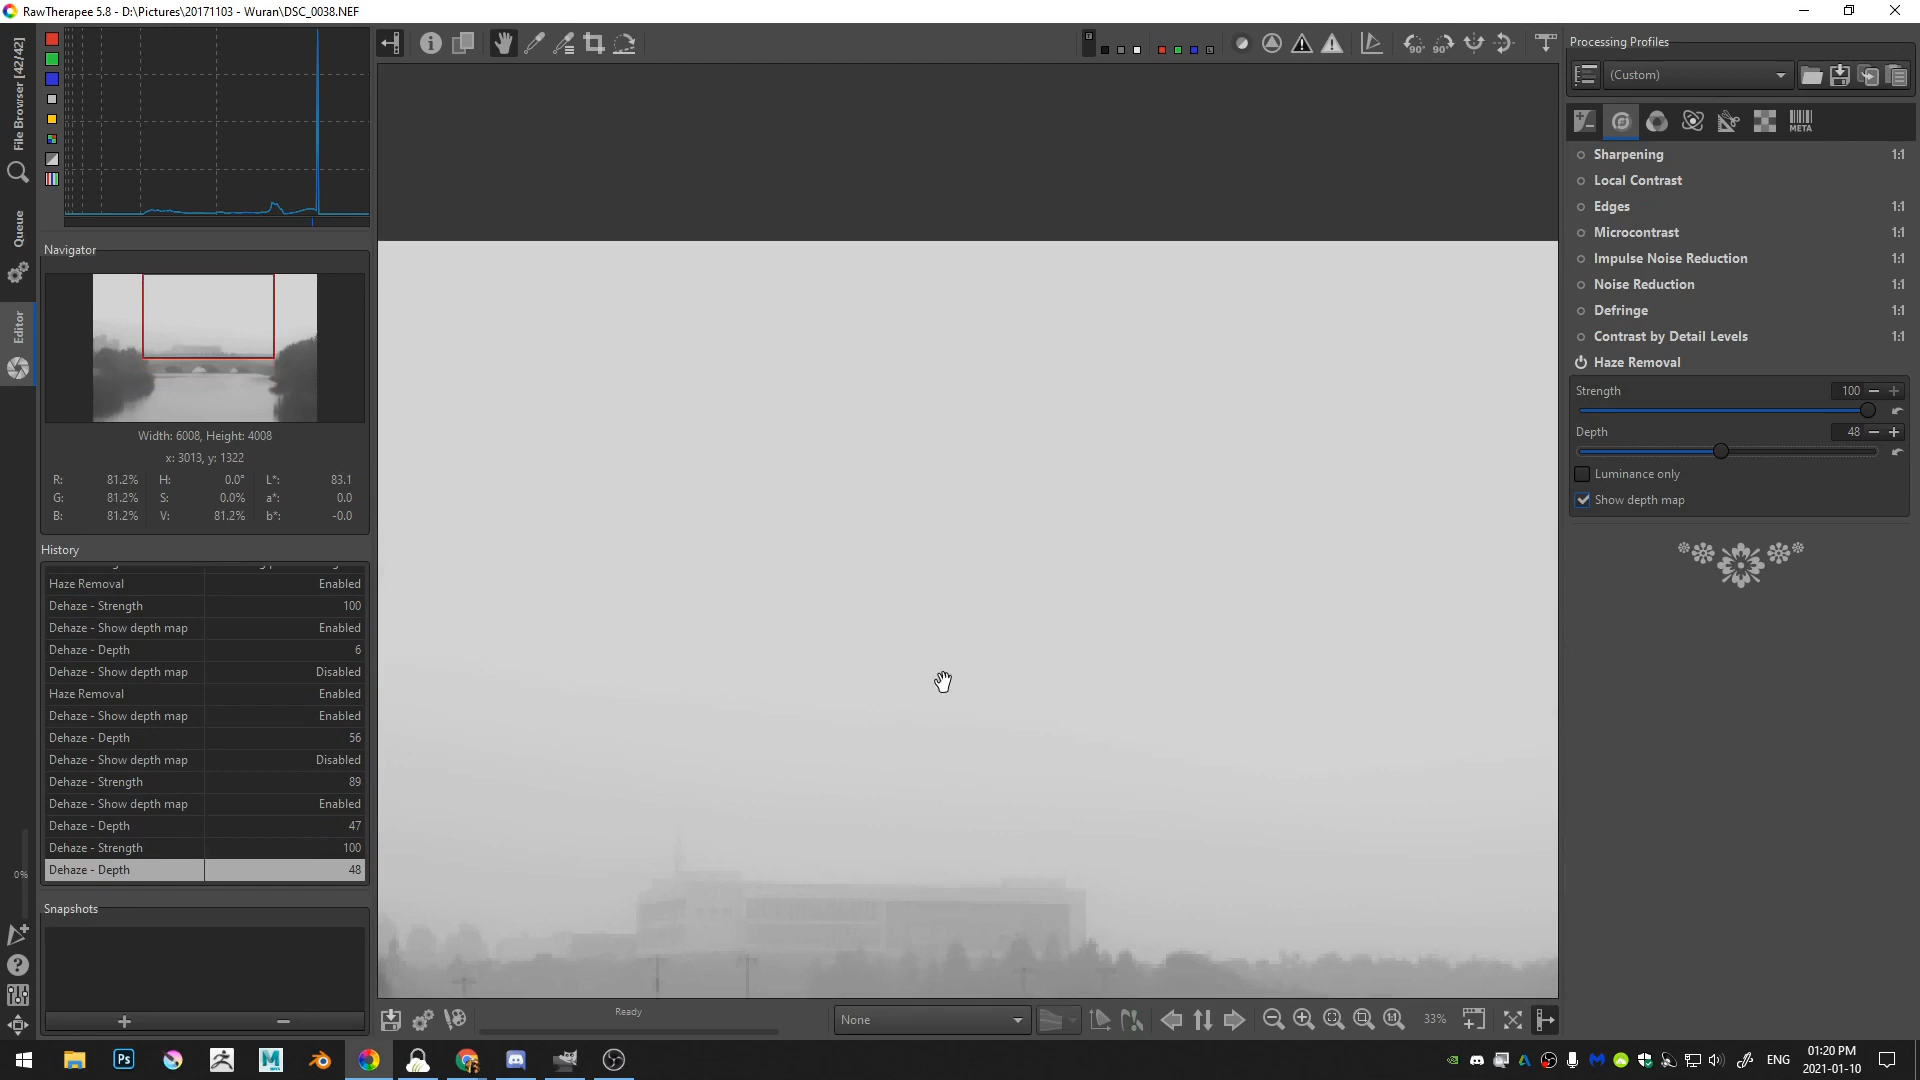 RawTherapee 5.8 - D:\Pictures\20171103 - Wuran\DSC_0038.NEF
File Browser [42/42]
Queue
Editor
0%
Navigator
Width: 6008, Height: 4008
x: 3013, y: 1322
R: 81.2% H: 0.0° L*: 83.1
G: 81.2% S: 0.0% a*: 0.0
B: 81.2% V: 81.2% b*: -0.0
History
Haze Removal Enabled
Dehaze - Strength 100
Dehaze - Show depth map Enabled
Dehaze - Depth 6
Dehaze - Show depth map Disabled
Haze Removal Enabled
Dehaze - Show depth map Enabled
Dehaze - Depth 56
Dehaze - Show depth map Disabled
Dehaze - Strength 89
Dehaze - Show depth map Enabled
Dehaze - Depth 47
Dehaze - Strength 100
Dehaze - Depth 48
Snapshots
Ready
None
1:1
33%
Processing Profiles
(Custom)
META
Sharpening 1:1
Local Contrast
Edges 1:1
Microcontrast 1:1
Impulse Noise Reduction 1:1
Noise Reduction 1:1
Defringe 1:1
Contrast by Detail Levels 1:1
Haze Removal
Strength 100
Depth 48
Luminance only
Show depth map
Ps
M
ENG
01:20 PM
2021-01-10